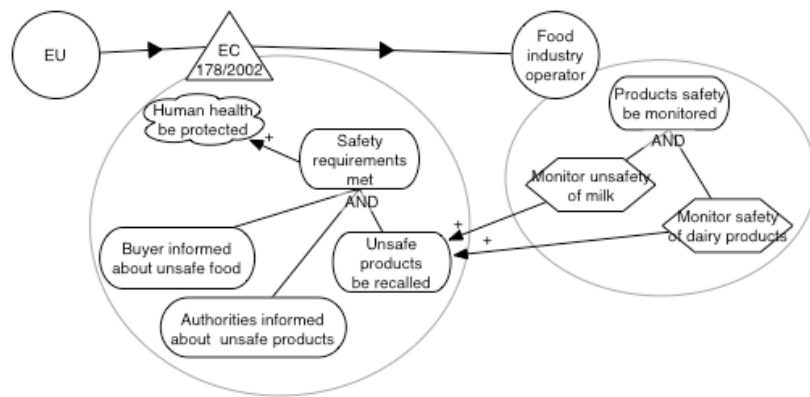 EU
EC
178/2002
Food
industry
operator
Human health
be protected
+
Safety
requirements
met
AND
Buyer informed
about unsafe food
Authorities informed
about unsafe products
Unsafe
products
be recalled
+
+
Products safety
be monitored
AND
Monitor unsafety
of milk
Monitor safety
of dairy products